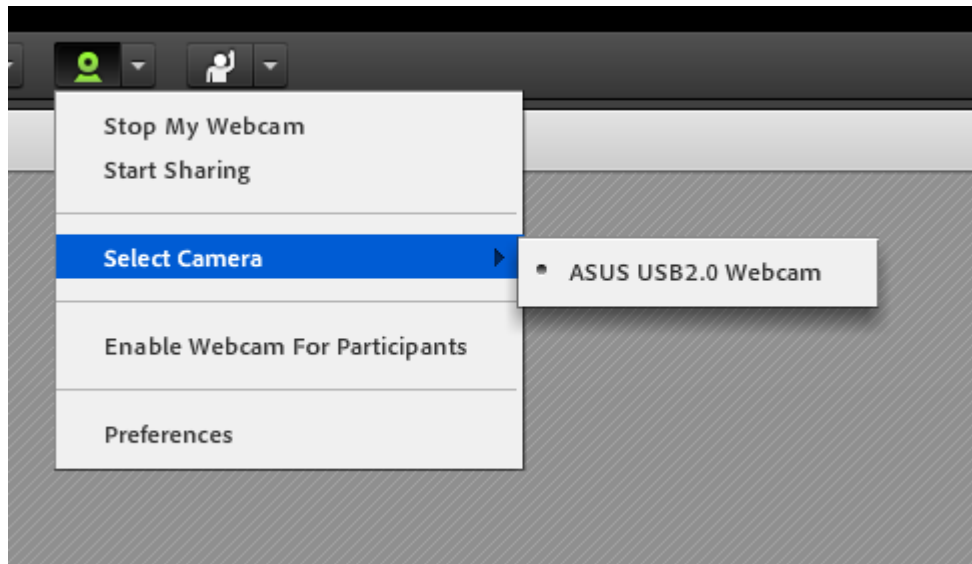 Stop My Webcam
Start Sharing
Select Camera
ASUS USB2.0 Webcam
Enable Webcam For Participants
Preferences